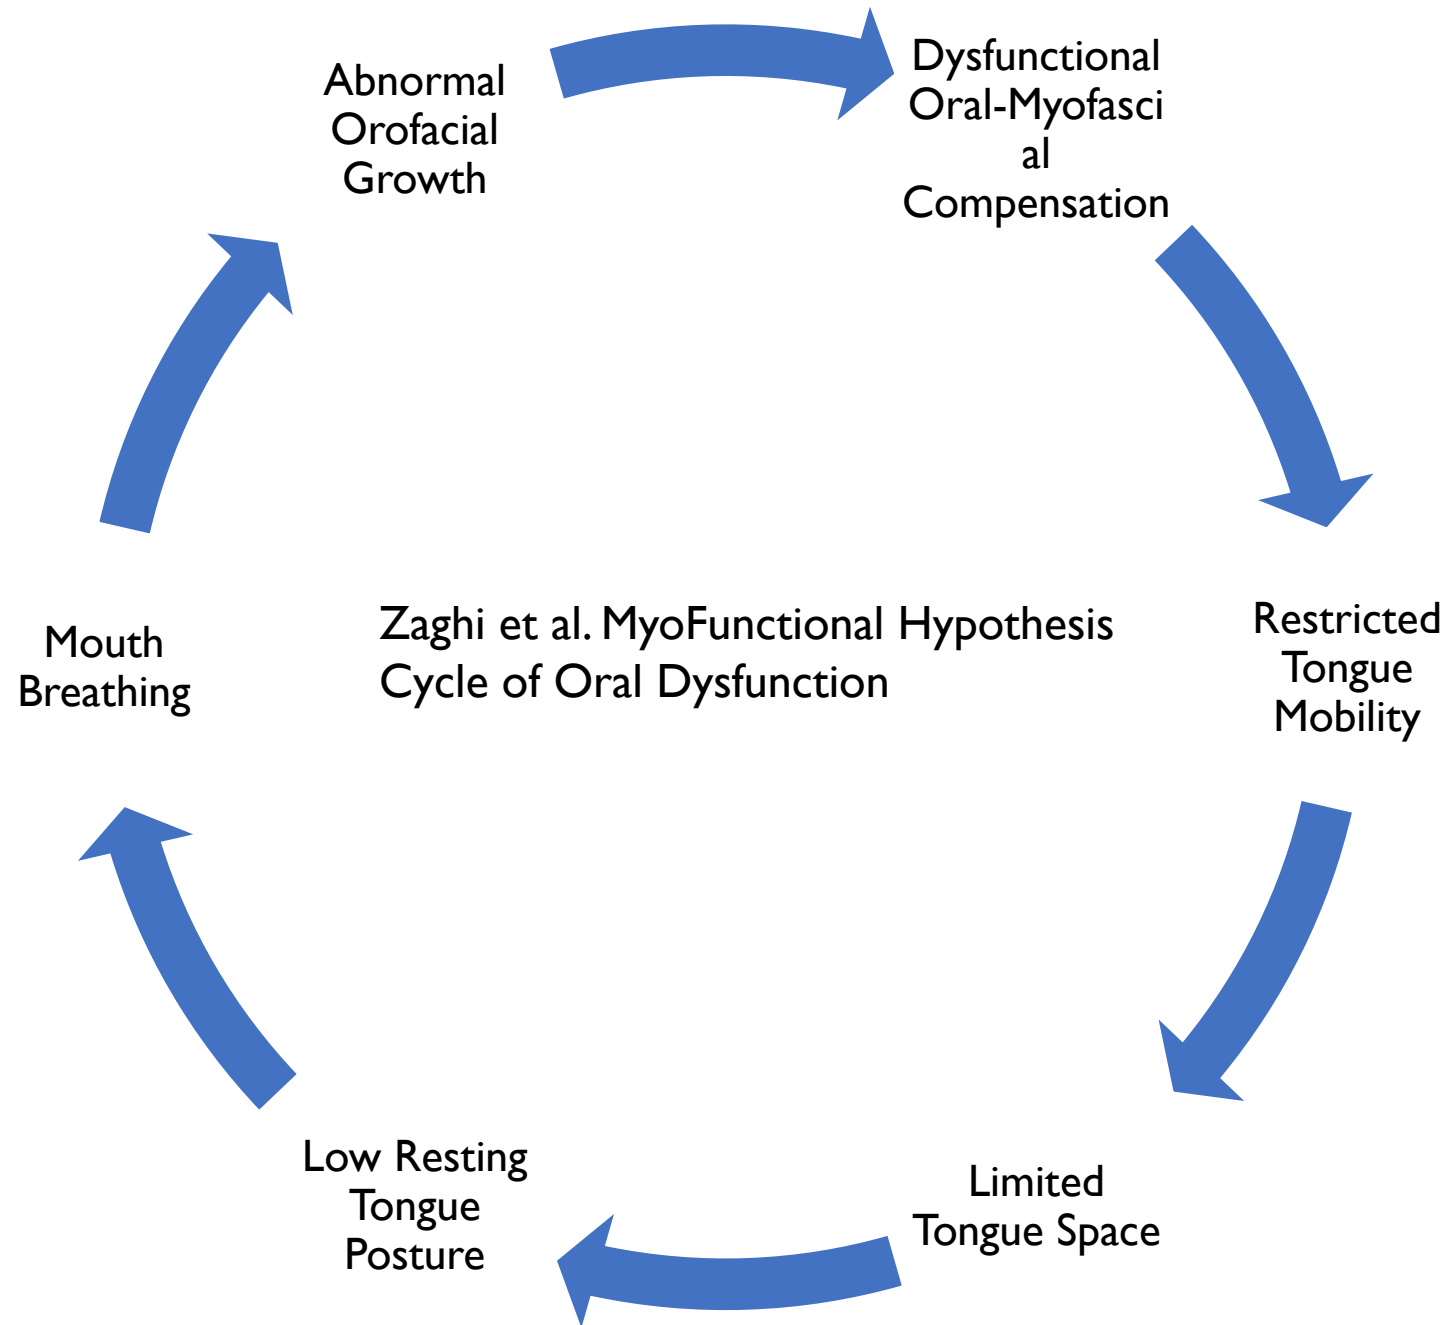 Abnormal
Orofacial
Growth
Dysfunctional
Oral-Myofasci
al
Compensation
Restricted
Tongue
Mobility
Limited
Tongue Space
Low Resting
Tongue
Posture
Mouth
Breathing
Zaghi et al. MyoFunctional Hypothesis
Cycle of Oral Dysfunction